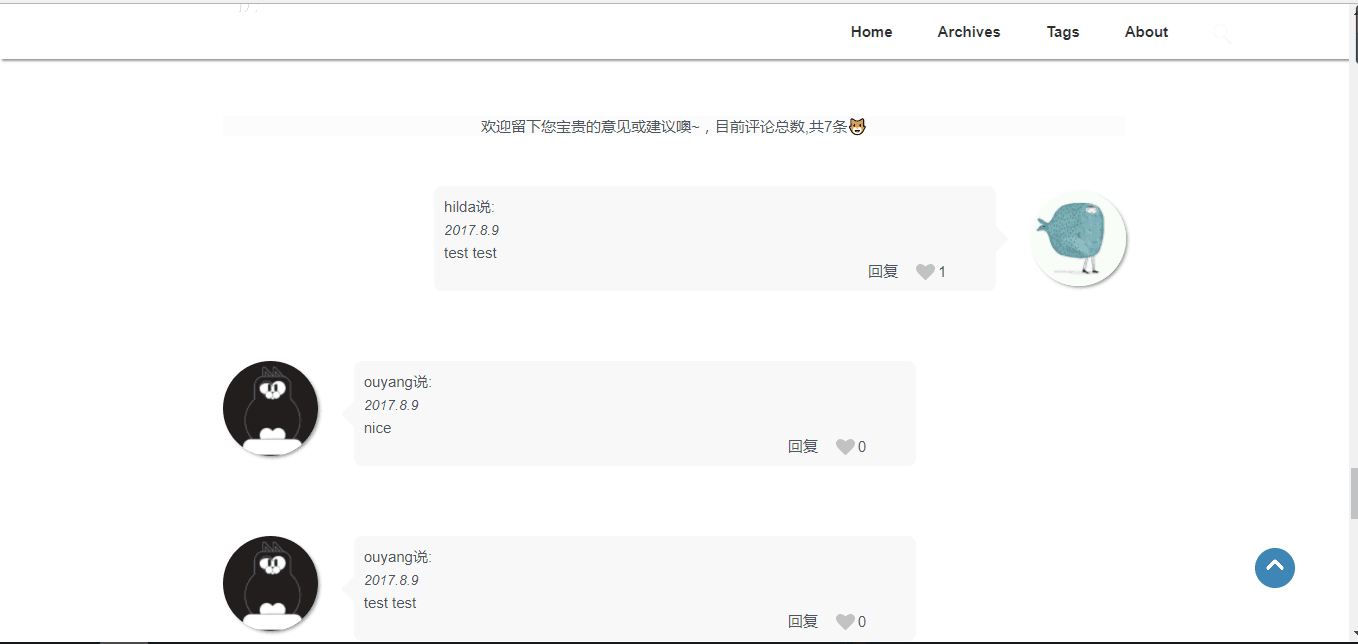 Home Archives Tags About
欢迎留下您宝贵的意见或建议噢~，目前评论总数,共7条🐯
hilda说:
2017.8.9
test test
回复 1
ouyang说:
2017.8.9
nice
回复 0
ouyang说:
2017.8.9
test test
回复 0